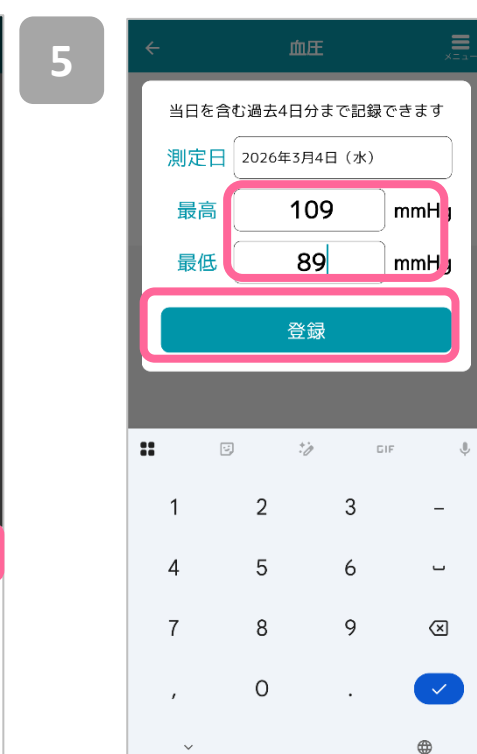 5
血圧
メニュー
当日を含む過去4日分まで記録できます
測定日 2026年3月4日（水）
最高 109 mmHg
最低 89 mmHg
登録
GIF
1 2 3 –
4 5 6 ⎵
7 8 9
, 0 .